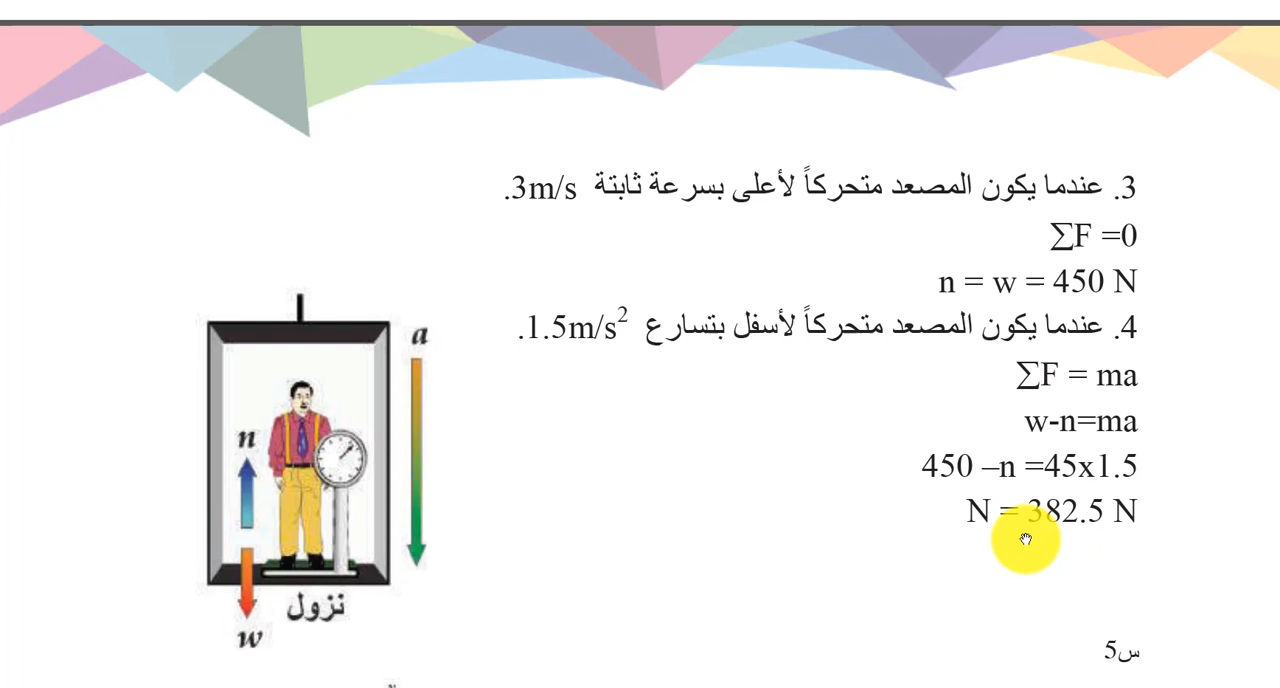 3. عندما يكون المصعد متحركاً لأعلى بسرعة ثابتة 3m/s.
∑F =0
n = w = 450 N
4. عندما يكون المصعد متحركاً لأسفل بتسارع 1.5m/s².
∑F = ma
w-n=ma
450 –n =45x1.5
N = 382.5 N
a
n
نزول
w
س5